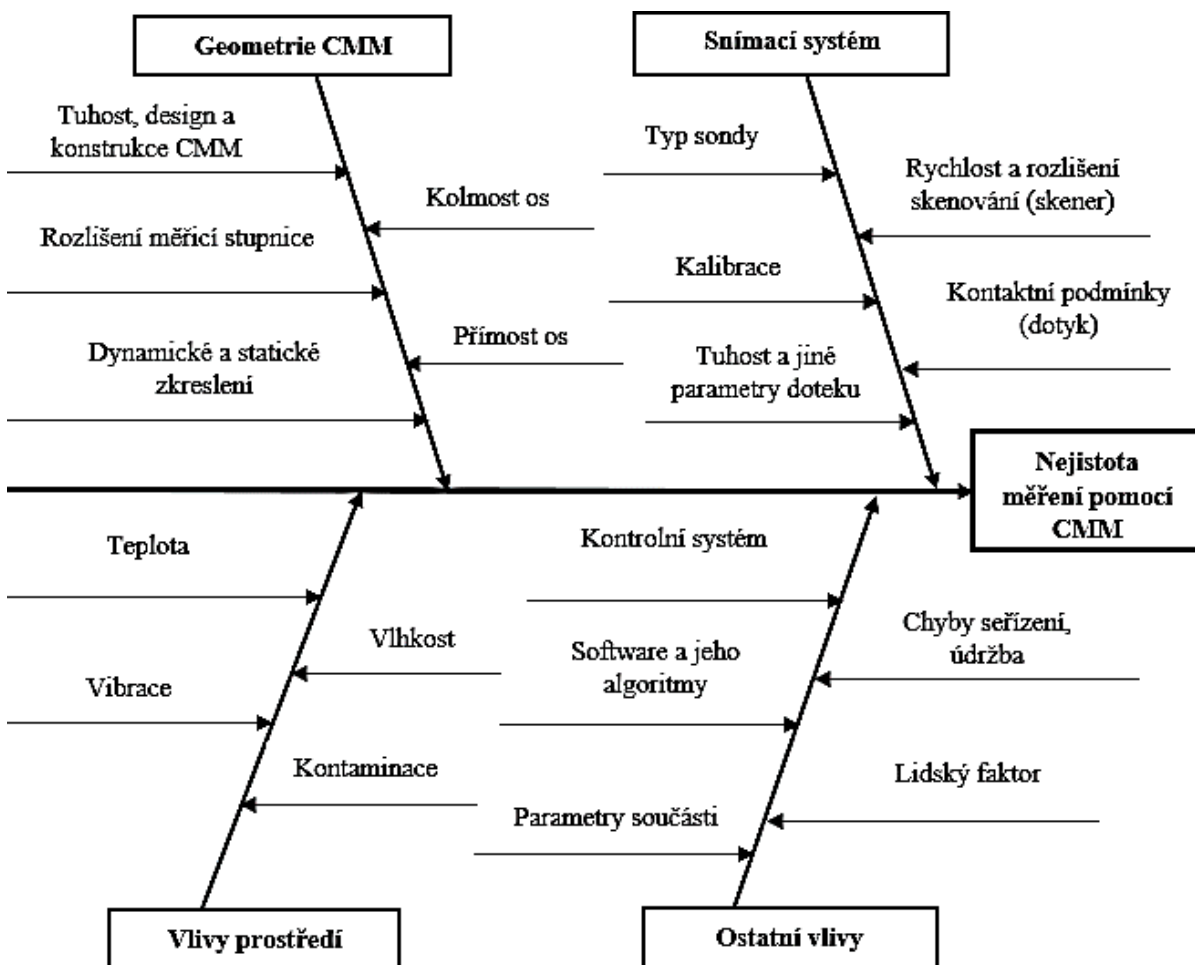 Geometrie CMM
Snímací systém
Tuhost, design a
konstrukce CMM
Typ sondy
Rychlost a rozlišení
skenování (skener)
Kolmost os
Rozlišení měřicí stupnice
Kalibrace
Kontaktní podmínky
(dotyk)
Přímost os
Dynamické a statické
zkreslení
Tuhost a jiné
parametry doteku
Nejistota
měření pomocí
CMM
Teplota
Kontrolní systém
Vlhkost
Chyby seřízení,
údržba
Software a jeho
algoritmy
Vibrace
Kontaminace
Lidský faktor
Parametry součásti
Vlivy prostředí
Ostatní vlivy